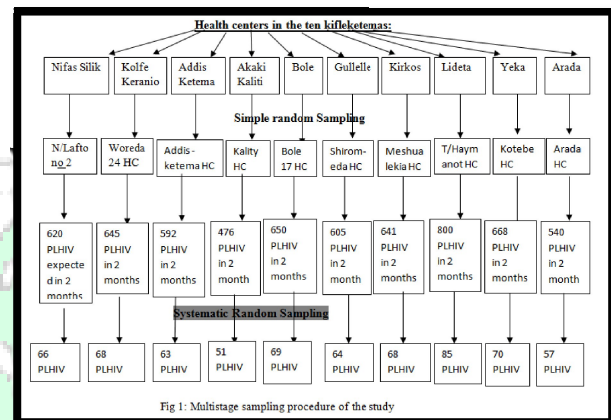 Health centers in the ten kifleketemas:
Nifas Silik
Kolfe
Keranio
Addis
Ketema
Akaki
Kaliti
Bole
Gullelle
Kirkos
Lideta
Yeka
Arada
Simple random Sampling
N/Lafto
no 2
Woreda
24 HC
Addis-
ketema HC
Kality
HC
Bole
17 HC
Shirom-
eda HC
Meshua
lekia HC
T/Haym
anot HC
Kotebe
HC
Arada
HC
620
PLHIV
expecte
d in 2
months
645
PLHIV
in 2
months
592
PLHIV
in 2
months
476
PLHIV
in 2
month
650
PLHIV
in 2
months
605
PLHIV
in 2
month
641
PLHIV
in 2
months
800
PLHIV
in 2
months
668
PLHIV
in 2
months
540
PLHIV
in 2
month
Systematic Random Sampling
66
PLHIV
68
PLHIV
63
PLHIV
51
PLHIV
69
PLHIV
64
PLHIV
68
PLHIV
85
PLHIV
70
PLHIV
57
PLHIV
Fig 1: Multistage sampling procedure of the study